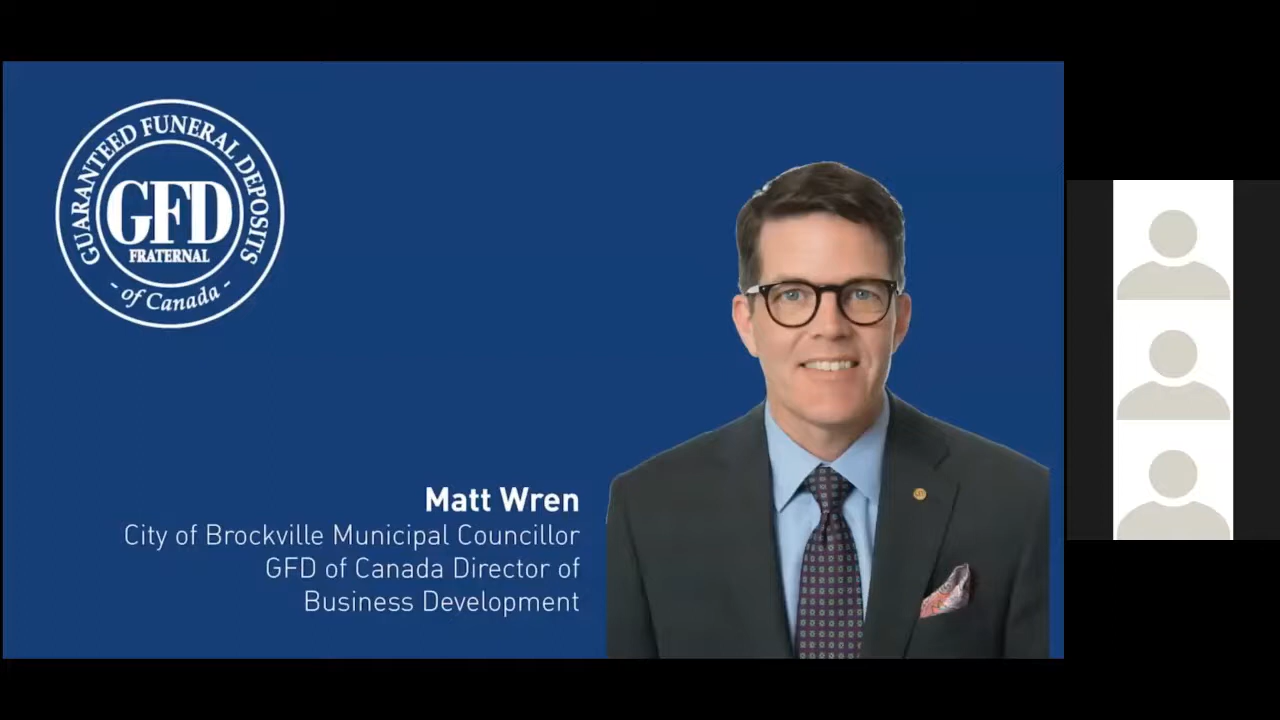 GUARANTEED FUNERAL DEPOSITS
GFD
FRATERNAL
- of Canada -
Matt Wren
City of Brockville Municipal Councillor
GFD of Canada Director of
Business Development